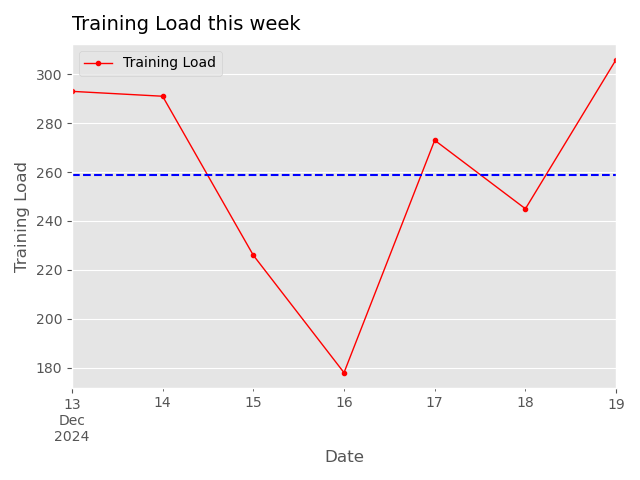 Training Load this week
Training Load
300
280
260
240
220
200
180
Training Load
13 14 15 16 17 18 19
Dec
2024
Date